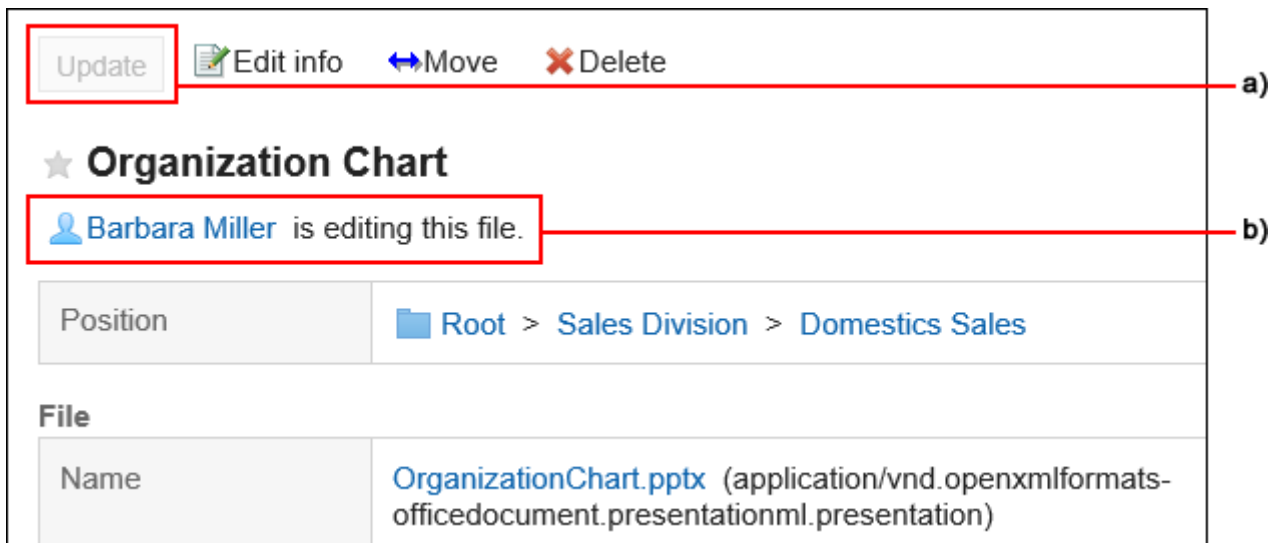 Update Edit info Move Delete
a)
Organization Chart
Barbara Miller is editing this file.
b)
Position Root > Sales Division > Domestics Sales
File
Name OrganizationChart.pptx (application/vnd.openxmlformats-
officedocument.presentationml.presentation)